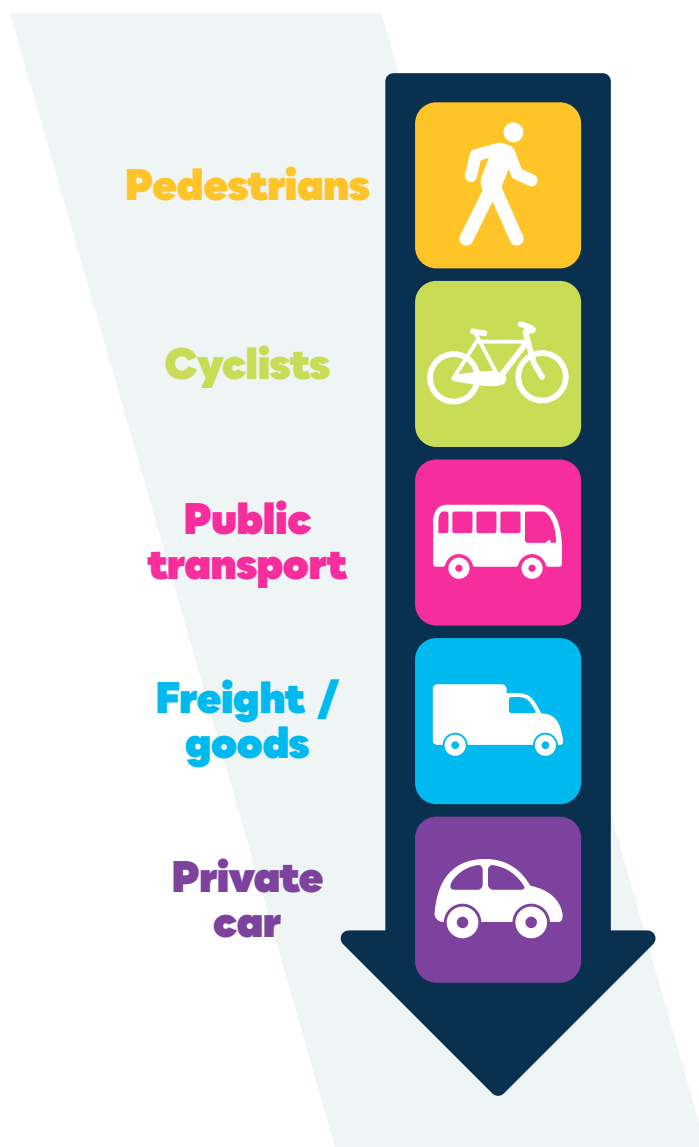 Pedestrians
Cyclists
Public
transport
Freight /
goods
Private
car